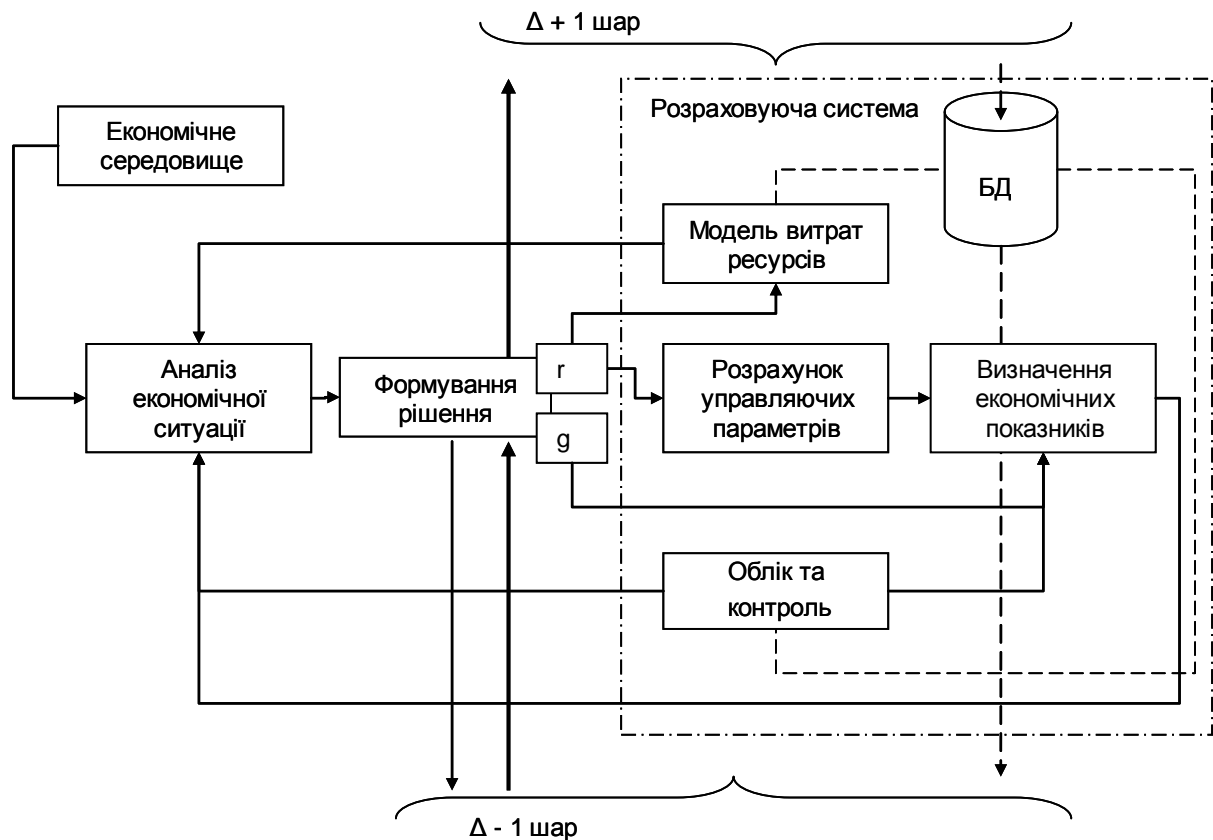 Δ + 1 шар
Розраховуюча система
Економічне
середовище
БД
Модель витрат
ресурсів
Аналіз
економічної
ситуації
Формування
рішення
r
g
Розрахунок
управляючих
параметрів
Визначення
економічних
показників
Облік та
контроль
Δ - 1 шар